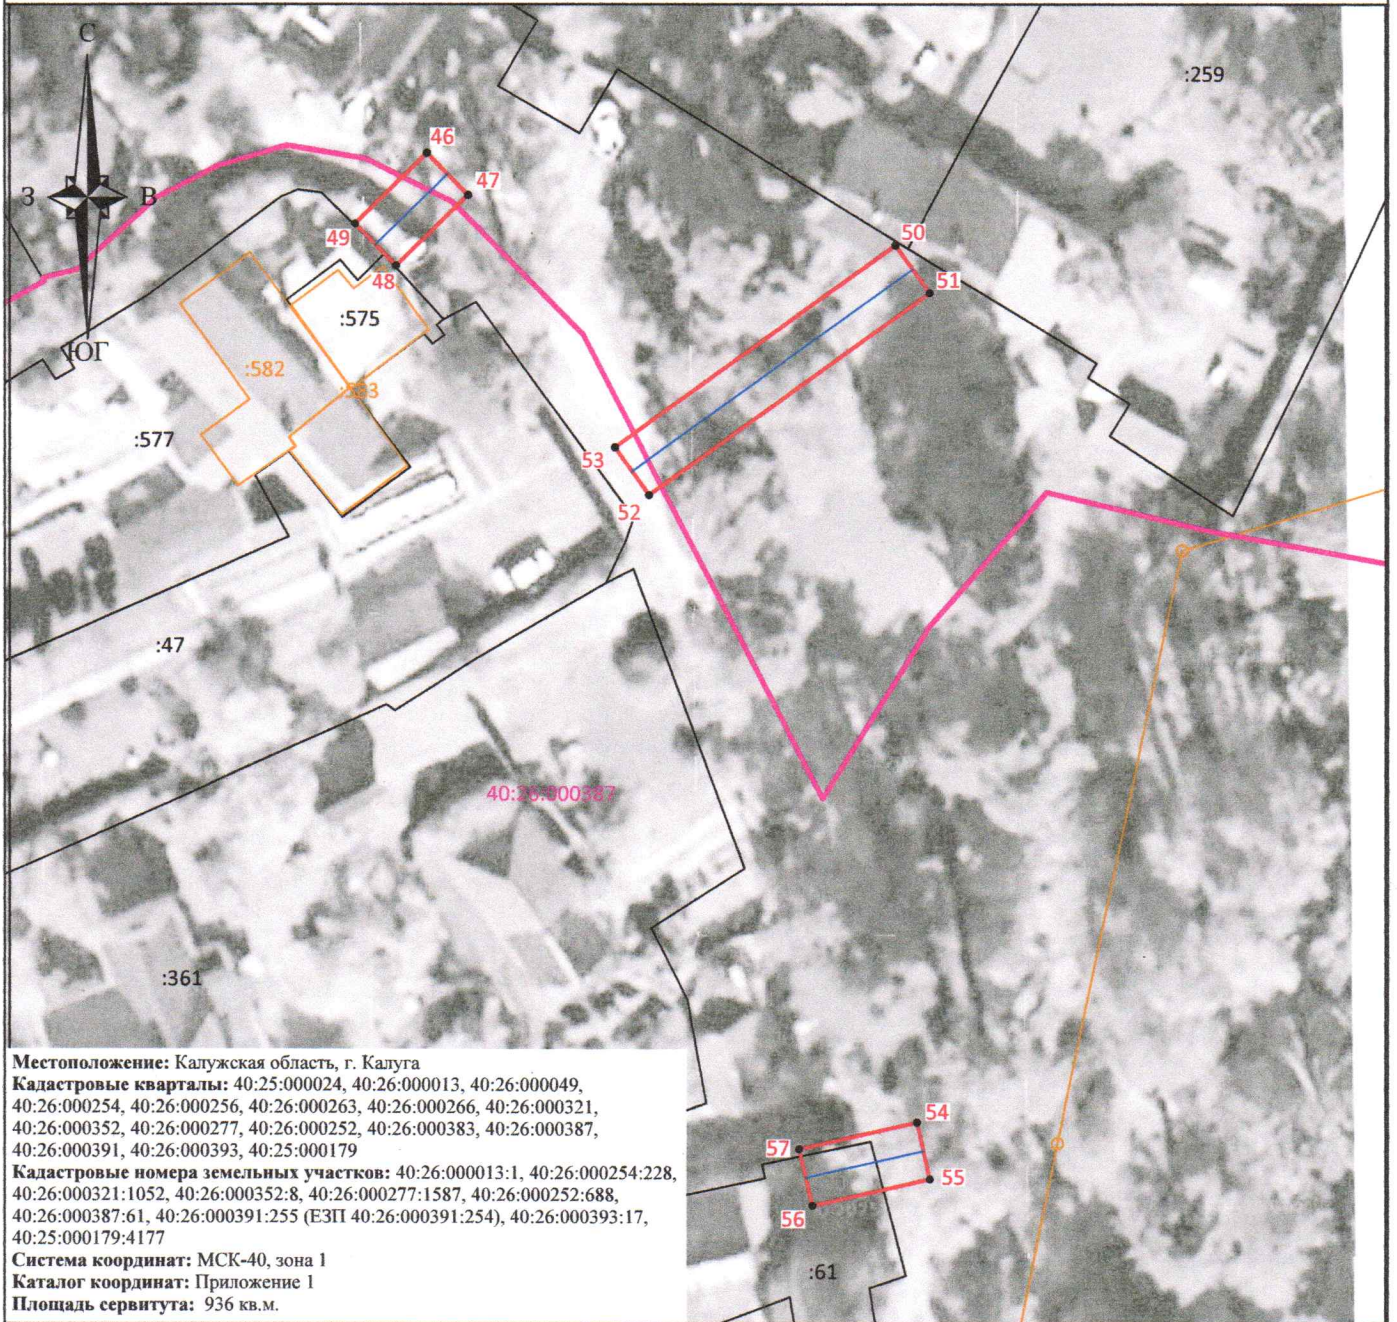 С
:259
46
47
З
В
49
50
48
51
:575
ЮГ
:582
:577
53
52
:47
40:26:000387
:361
Местоположение: Калужская область, г. Калуга
Кадастровые кварталы: 40:25:000024, 40:26:000013, 40:26:000049,
40:26:000254, 40:26:000256, 40:26:000263, 40:26:000266, 40:26:000321,
40:26:000352, 40:26:000277, 40:26:000252, 40:26:000383, 40:26:000387,
40:26:000391, 40:26:000393, 40:25:000179
Кадастровые номера земельных участков: 40:26:000013:1, 40:26:000254:228,
40:26:000321:1052, 40:26:000352:8, 40:26:000277:1587, 40:26:000252:688,
40:26:000387:61, 40:26:000391:255 (ЕЗП 40:26:000391:254), 40:26:000393:17,
40:25:000179:4177
Система координат: МСК-40, зона 1
Каталог координат: Приложение 1
Площадь сервитута: 936 кв.м.
54
57
55
56
:61